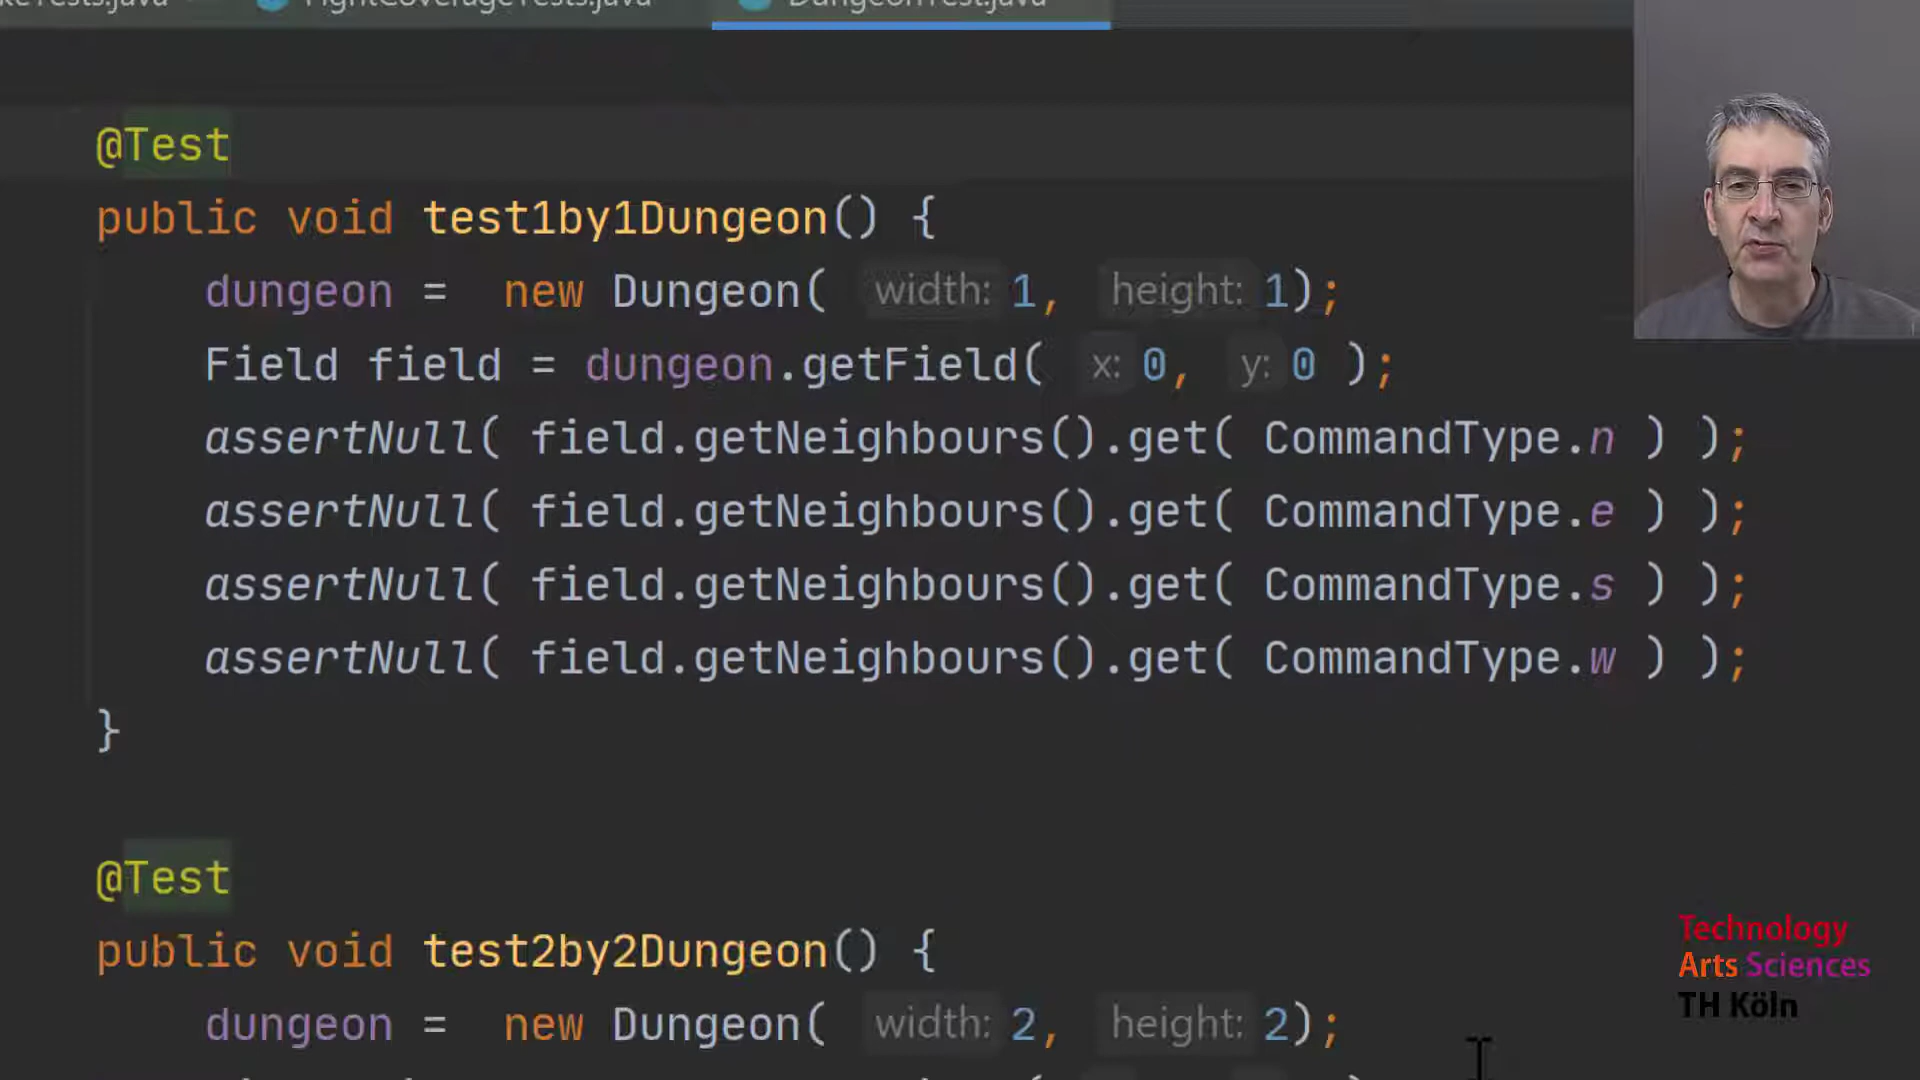 DungeonTest.java
@Test
public void test1by1Dungeon() {
dungeon = new Dungeon( width: 1, height: 1);
Field field = dungeon.getField( x: 0, y: 0 );
assertNull( field.getNeighbours().get( CommandType.n ) );
assertNull( field.getNeighbours().get( CommandType.e ) );
assertNull( field.getNeighbours().get( CommandType.s ) );
assertNull( field.getNeighbours().get( CommandType.w ) );
}
@Test
public void test2by2Dungeon() {
dungeon = new Dungeon( width: 2, height: 2);
Technology
Arts Sciences
TH Köln